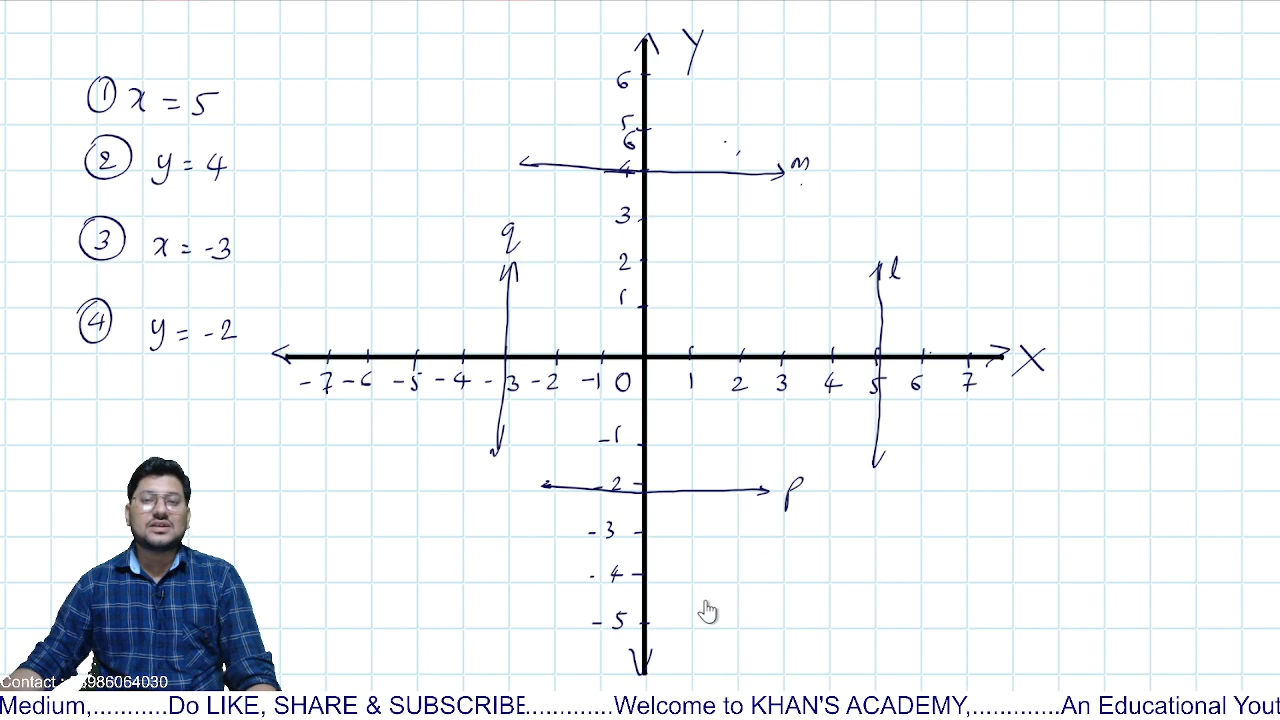 ① x = 5
② y = 4
③ x = -3
④ y = -2
Y
6
5
6
4
m
3
q
2
l
1
X
-7 -6 -5 -4 -3 -2 -1 0 1 2 3 4 5 6 7
-1
-2
p
-3
-4
-5
Contact : 986064030
Medium,...........Do LIKE, SHARE & SUBSCRIBE.............Welcome to KHAN'S ACADEMY,.............An Educational Yout